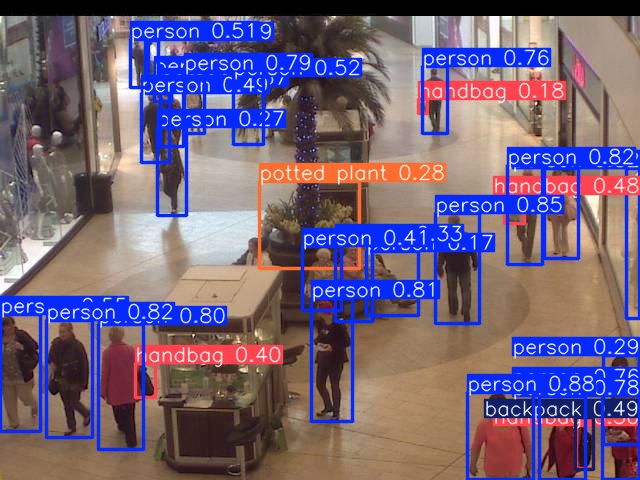 person 0.519
person 0.79
0.52
person 0.49
person 0.27
person 0.76
handbag 0.18
potted plant 0.28
person 0.82
handbag 0.48
person 0.85
person 0.41
0.17
person 0.81
person 0.82
0.80
handbag 0.40
person 0.29
person 0.88
0.78
backpack 0.49